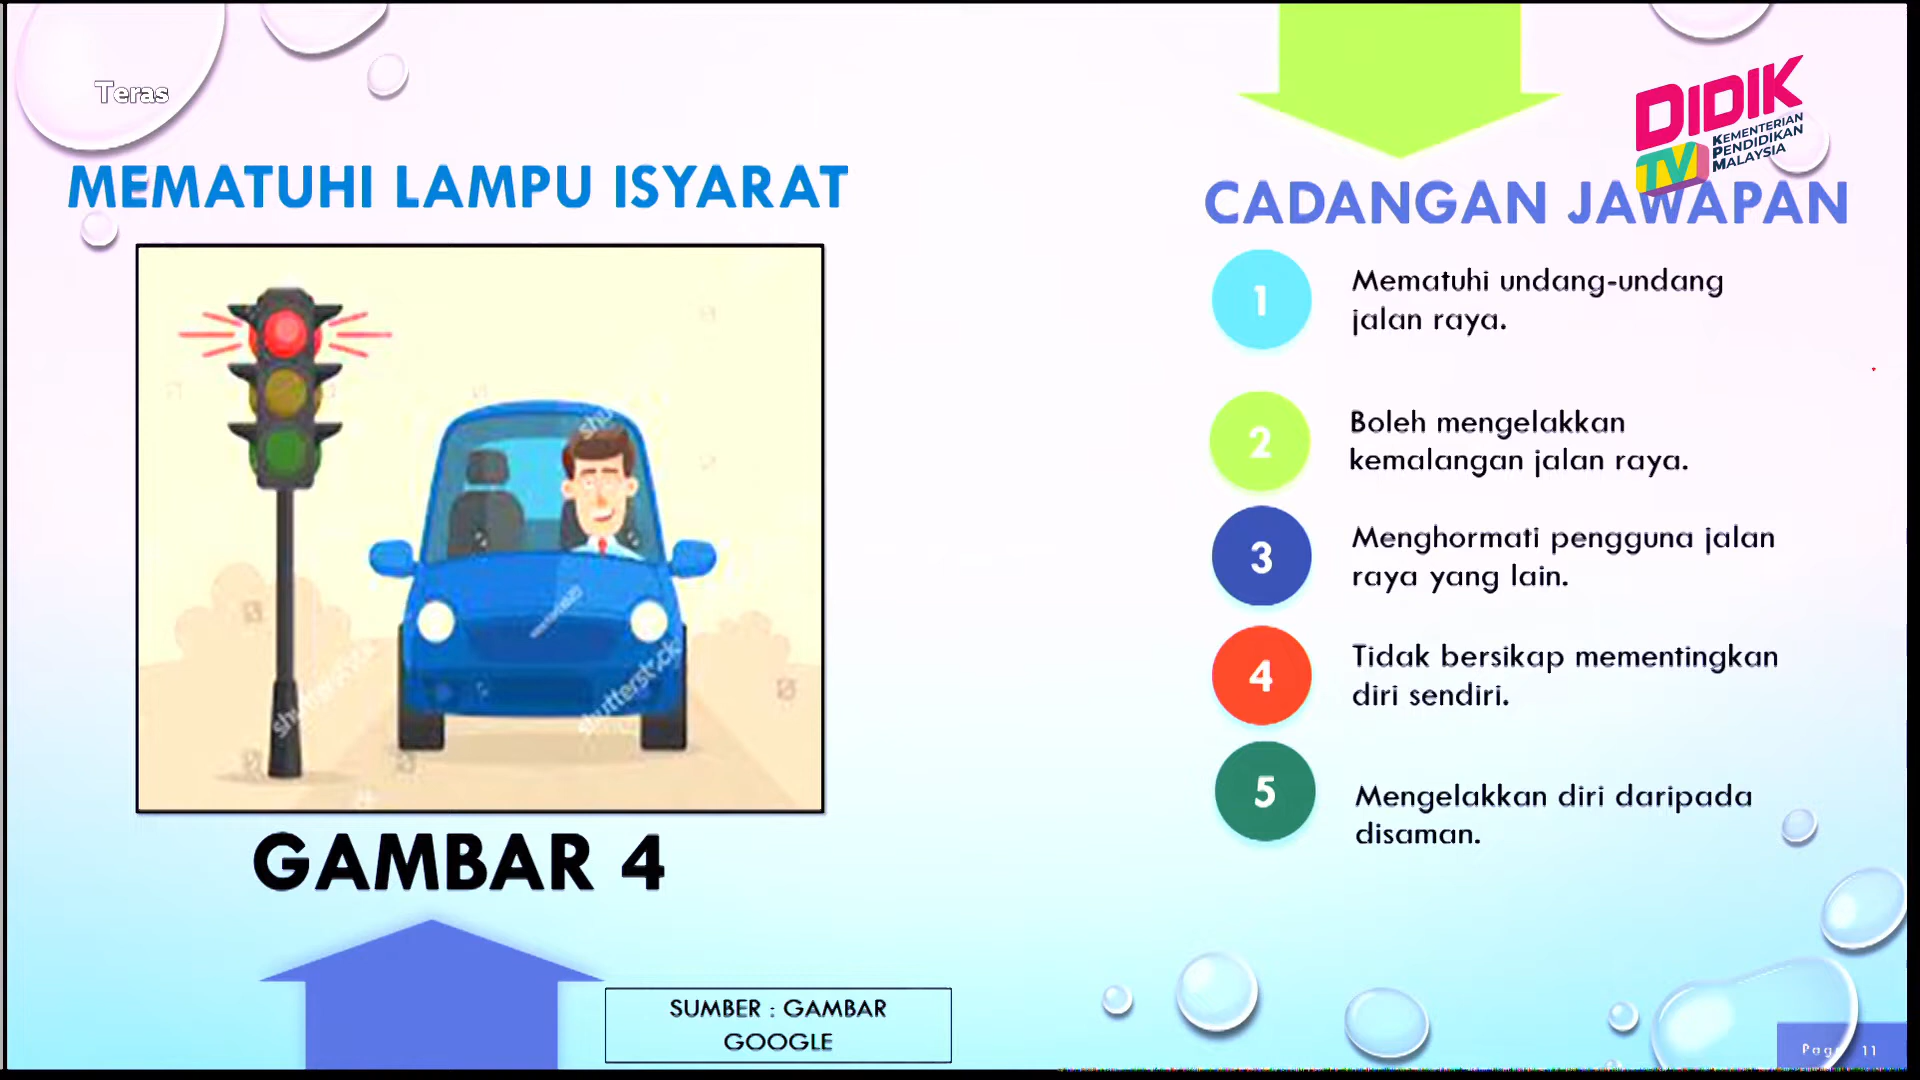 Teras
DIDIK
TV
KEMENTERIAN
PENDIDIKAN
MALAYSIA
MEMATUHI LAMPU ISYARAT
CADANGAN JAWAPAN
1
Mematuhi undang-undang
jalan raya.
2
Boleh mengelakkan
kemalangan jalan raya.
3
Menghormati pengguna jalan
raya yang lain.
4
Tidak bersikap mementingkan
diri sendiri.
5
Mengelakkan diri daripada
disaman.
shutterstock
shutterstock
GAMBAR 4
SUMBER : GAMBAR
GOOGLE
11